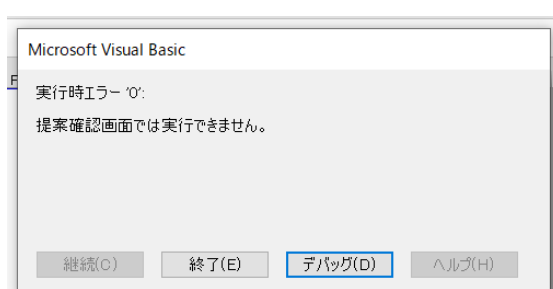 Microsoft Visual Basic
F
実行時エラー '0':
提案確認画面では実行できません。
継続(C)
終了(E)
デバッグ(D)
ヘルプ(H)